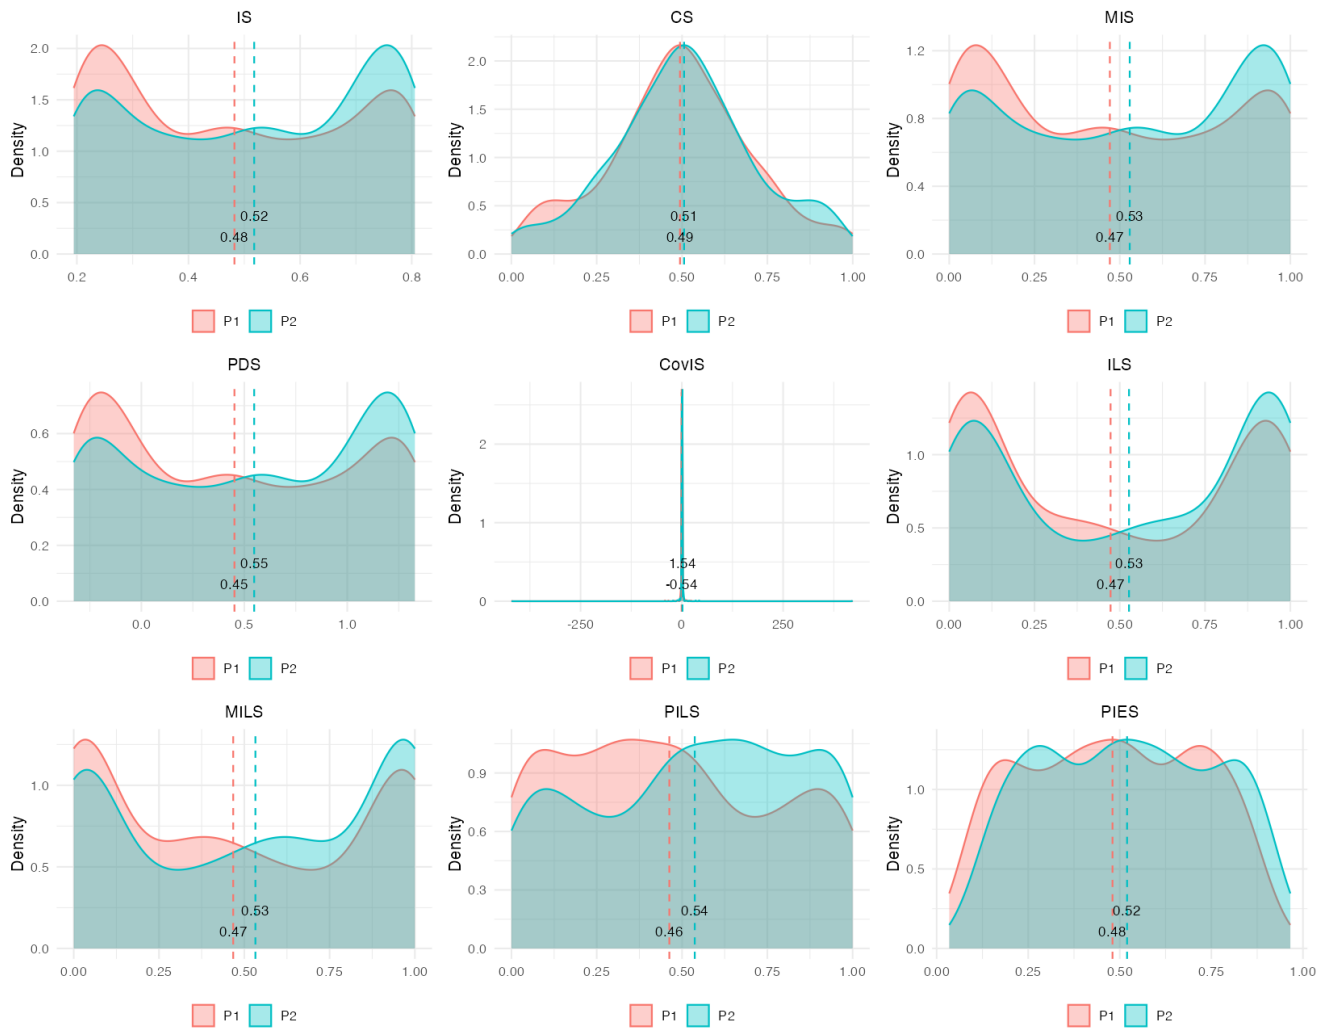 IS
Density
2.0
1.5
1.0
0.5
0.0
0.52
0.48
0.2 0.4 0.6 0.8
P1 P2
CS
Density
2.0
1.5
1.0
0.5
0.0
0.51
0.49
0.00 0.25 0.50 0.75 1.00
P1 P2
MIS
Density
1.2
0.8
0.4
0.0
0.53
0.47
0.00 0.25 0.50 0.75 1.00
P1 P2
PDS
Density
0.6
0.4
0.2
0.0
0.55
0.45
0.0 0.5 1.0
P1 P2
CovIS
Density
2
1
0
1.54
-0.54
-250 0 250
P1 P2
ILS
Density
1.0
0.5
0.0
0.53
0.47
0.00 0.25 0.50 0.75 1.00
P1 P2
MILS
Density
1.0
0.5
0.0
0.53
0.47
0.00 0.25 0.50 0.75 1.00
P1 P2
PILS
Density
0.9
0.6
0.3
0.0
0.54
0.46
0.00 0.25 0.50 0.75 1.00
P1 P2
PIES
Density
1.0
0.5
0.0
0.52
0.48
0.00 0.25 0.50 0.75 1.00
P1 P2